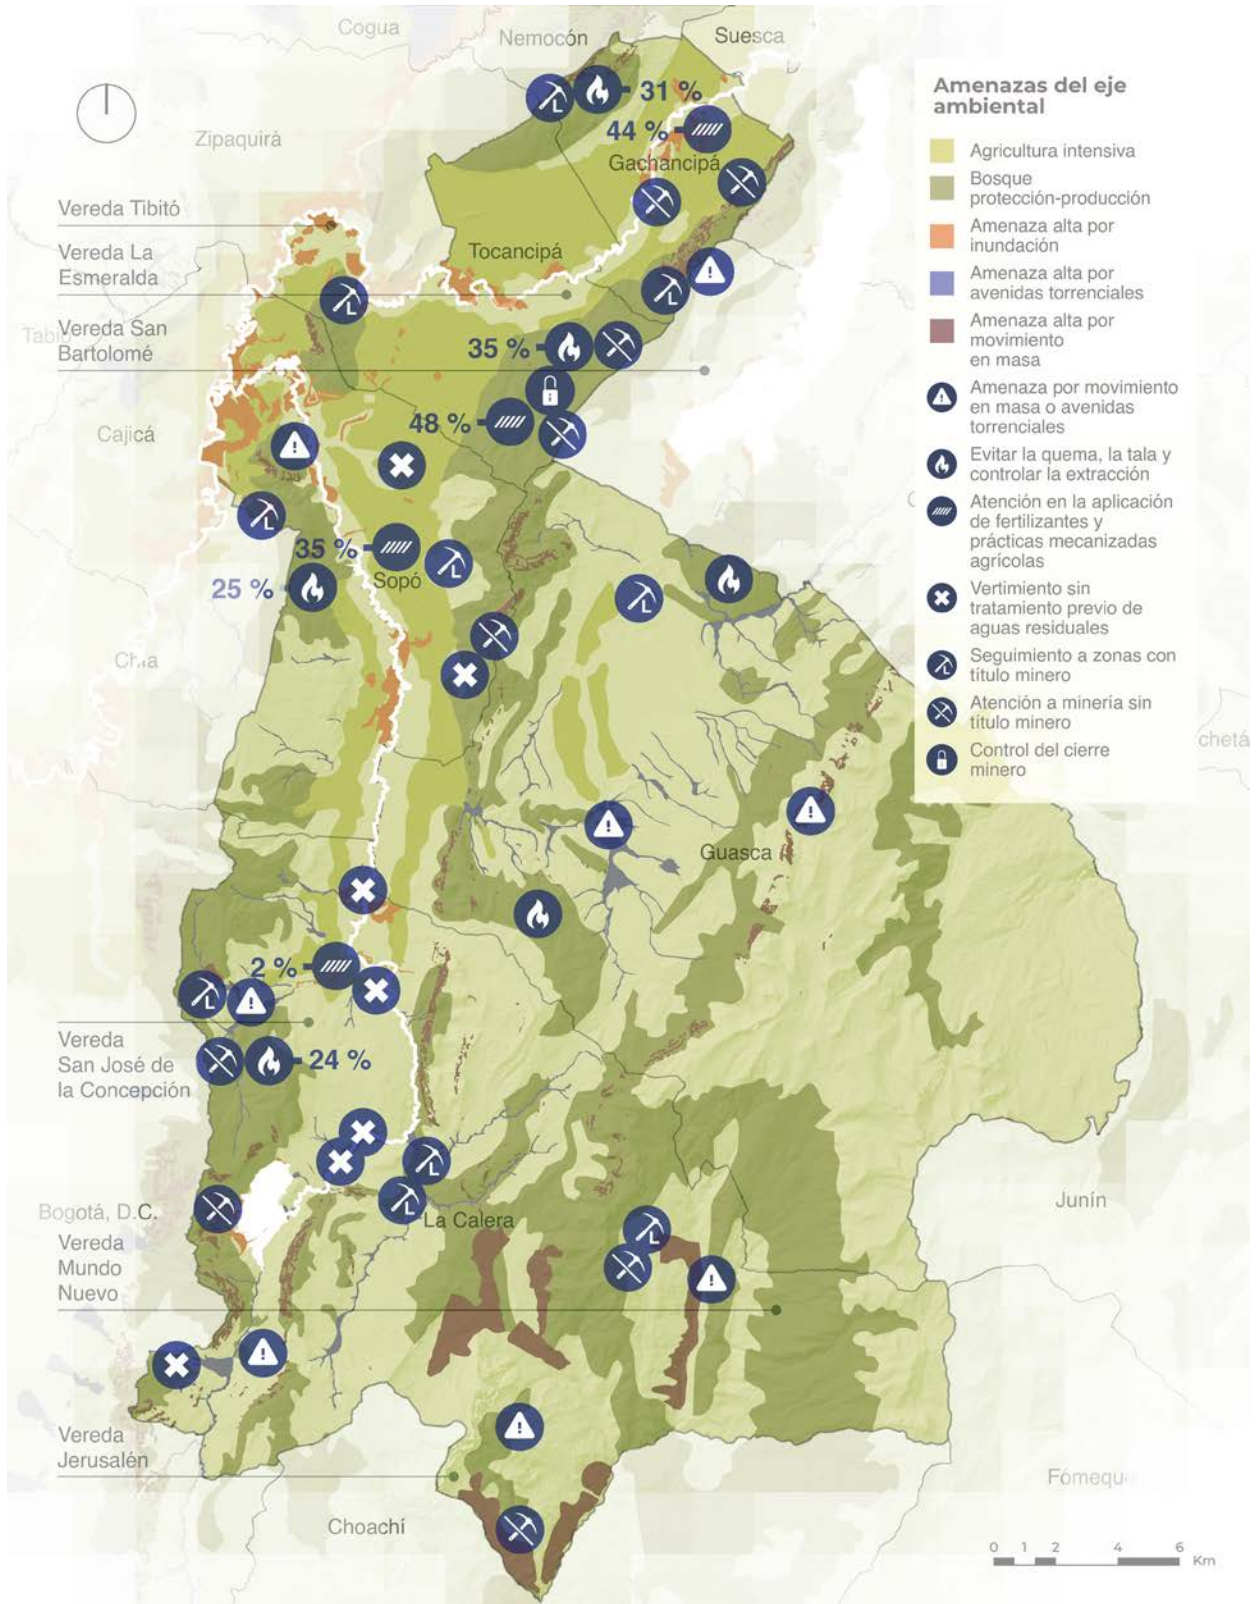 Cogua
Nemocón
Suesca
Zipaquirá
31 %
44 %
Gachancipá
Vereda Tibitó
Vereda La
Esmeralda
Tocancipá
Vereda San
Bartolomé
Tabio
35 %
Cajicá
48 %
35 %
Sopó
25 %
Chía
Guasca
2 %
Vereda
San José de
la Concepción
24 %
Bogotá, D.C.
La Calera
Junín
Vereda
Mundo
Nuevo
Vereda
Jerusalén
Choachí
Fómeque
chetá
Amenazas del eje
ambiental
Agricultura intensiva
Bosque
protección-producción
Amenaza alta por
inundación
Amenaza alta por
avenidas torrenciales
Amenaza alta por
movimiento
en masa
Amenaza por movimiento
en masa o avenidas
torrenciales
Evitar la quema, la tala y
controlar la extracción
Atención en la aplicación
de fertilizantes y
prácticas mecanizadas
agrícolas
Vertimiento sin
tratamiento previo de
aguas residuales
Seguimiento a zonas con
título minero
Atención a minería sin
título minero
Control del cierre
minero
0 1 2 4 6
Km